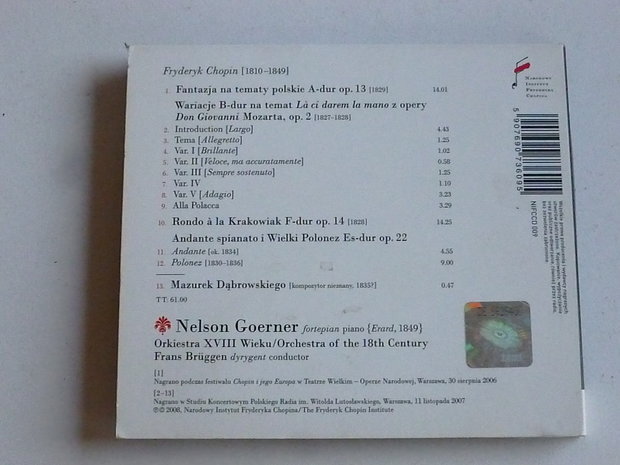 Fryderyk Chopin [1810–1849]
1. Fantazja na tematy polskie A-dur op. 13 [1829] 14.01
Wariacje B-dur na temat Là ci darem la mano z opery
Don Giovanni Mozarta, op. 2 [1827-1828]
2. Introduction [Largo] 4.43
3. Tema [Allegretto] 1.25
4. Var. I [Brillante] 1.02
5. Var. II [Veloce, ma accuratamente] 0.58
6. Var. III [Sempre sostenuto] 1.25
7. Var. IV 1.10
8. Var. V [Adagio] 3.23
9. Alla Polacca 3.29
10. Rondo à la Krakowiak F-dur op. 14 [1828] 14.25
Andante spianato i Wielki Polonez Es-dur op. 22
11. Andante [ok. 1834] 4.55
12. Polonez [1830–1836] 9.00
13. Mazurek Dąbrowskiego [kompozytor nieznany, 1835?] 0.47
TT: 61.00
Nelson Goerner fortepian piano {Erard, 1849}
Orkiestra XVIII Wieku/Orchestra of the 18th Century
Frans Brüggen dyrygent conductor
[1]
Nagrano podczas festiwalu Chopin i jego Europa w Teatrze Wielkim – Operze Narodowej, Warszawa, 30 sierpnia 2006
[2–13]
Nagrano w Studiu Koncertowym Polskiego Radia im. Witolda Lutosławskiego, Warszawa, 11 listopada 2007
℗© 2008, Narodowy Instytut Fryderyka Chopina/The Fryderyk Chopin Institute
Narodowy
Instytut
Fryderyka
Chopina
5 907690 736095
NIFCCD 009